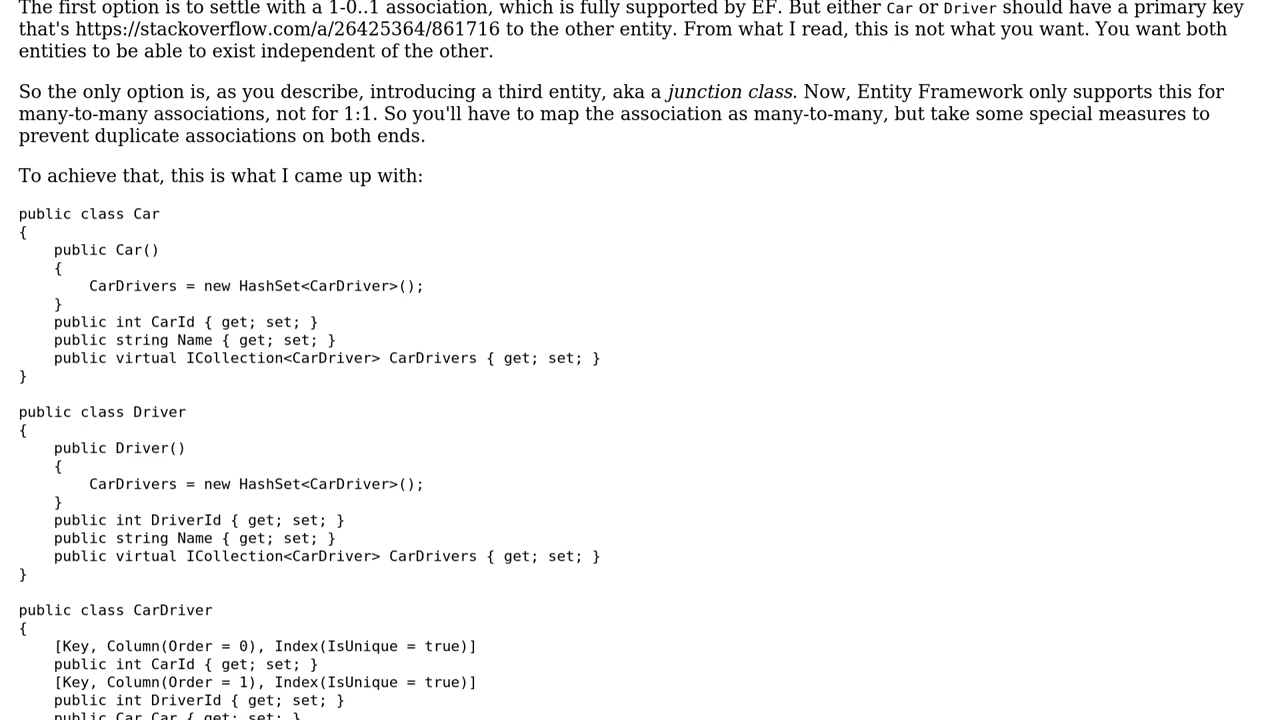 The first option is to settle with a 1-0..1 association, which is fully supported by EF. But either Car or Driver should have a primary key
that's https://stackoverflow.com/a/26425364/861716 to the other entity. From what I read, this is not what you want. You want both
entities to be able to exist independent of the other.
So the only option is, as you describe, introducing a third entity, aka a junction class. Now, Entity Framework only supports this for
many-to-many associations, not for 1:1. So you'll have to map the association as many-to-many, but take some special measures to
prevent duplicate associations on both ends.
To achieve that, this is what I came up with:
public class Car
{
    public Car()
    {
        CarDrivers = new HashSet<CarDriver>();
    }
    public int CarId { get; set; }
    public string Name { get; set; }
    public virtual ICollection<CarDriver> CarDrivers { get; set; }
}
public class Driver
{
    public Driver()
    {
        CarDrivers = new HashSet<CarDriver>();
    }
    public int DriverId { get; set; }
    public string Name { get; set; }
    public virtual ICollection<CarDriver> CarDrivers { get; set; }
}
public class CarDriver
{
    [Key, Column(Order = 0), Index(IsUnique = true)]
    public int CarId { get; set; }
    [Key, Column(Order = 1), Index(IsUnique = true)]
    public int DriverId { get; set; }
    public Car Car { get; set; }